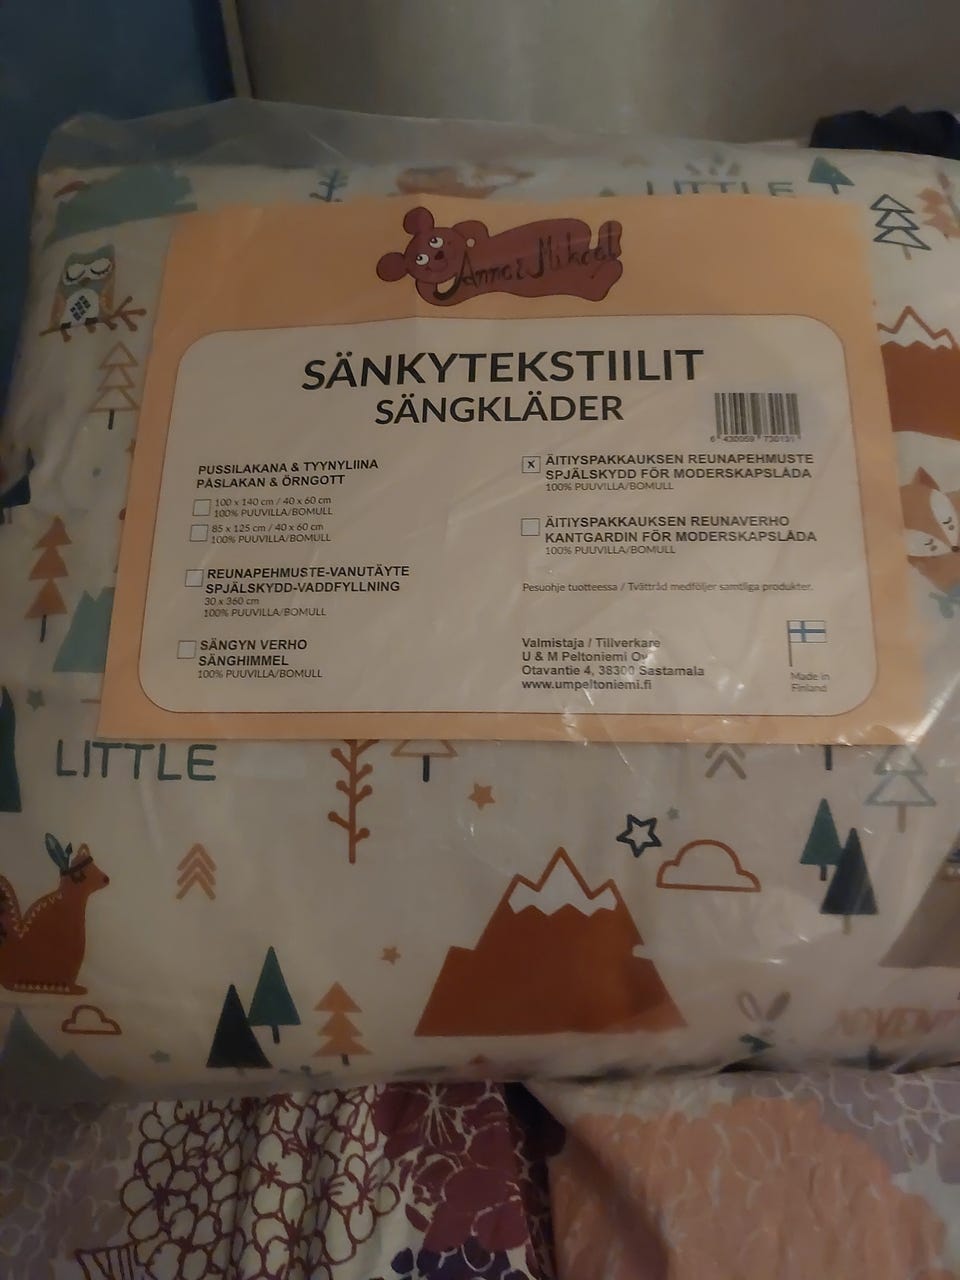 LITTLE
Anna & Mikael
SÄNKYTEKSTIILIT
SÄNGKLÄDER
PUSSILAKANA & TYYNYLIINA
PÅSLAKAN & ÖRNGOTT
100 x 140 cm / 40 x 60 cm
100% PUUVILLA/BOMULL
85 x 125 cm / 40 x 60 cm
100% PUUVILLA/BOMULL
REUNAPEHMUSTE-VANUTÄYTE
SPJÄLSKYDD-VADDFYLLNING
30 x 360 cm
100% PUUVILLA/BOMULL
SÄNGYN VERHO
SÄNGHIMMEL
100% PUUVILLA/BOMULL
X ÄITIYSPAKKAUKSEN REUNAPEHMUSTE
SPJÄLSKYDD FÖR MODERSKAPSLÅDA
100% PUUVILLA/BOMULL
ÄITIYSPAKKAUKSEN REUNAVERHO
KANTGARDIN FÖR MODERSKAPSLÅDA
100% PUUVILLA/BOMULL
Pesuohje tuotteessa / Tvättråd medföljer samtliga produkter.
Valmistaja / Tillverkare
U & M Peltoniemi Oy
Otavantie 4, 38300 Sastamala
www.umpeltoniemi.fi
Made in
Finland
LITTLE